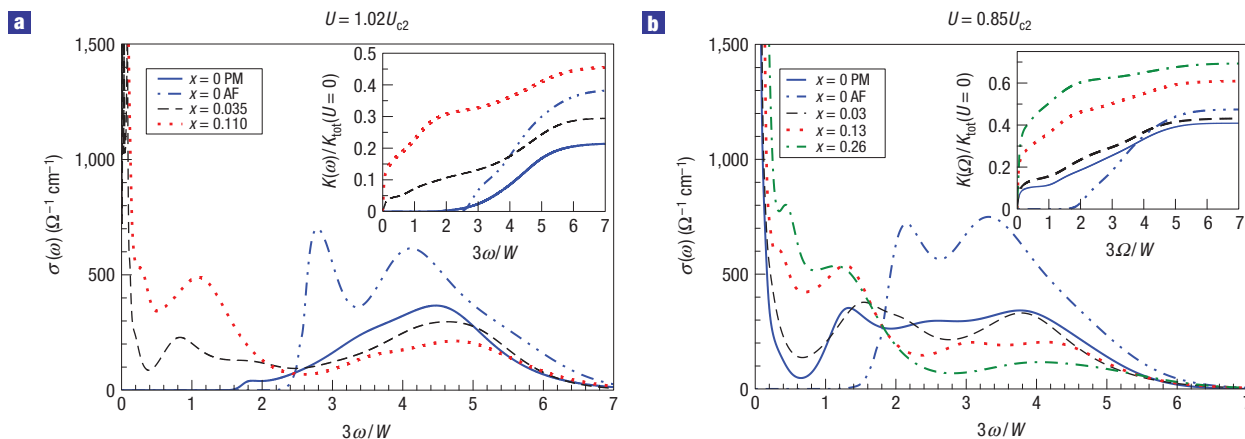 a
U = 1.02U_c2
1,500
1,000
500
0
σ(ω) (Ω⁻¹ cm⁻¹)
x = 0 PM
x = 0 AF
x = 0.035
x = 0.110
0.5
0.4
0.3
0.2
0.1
0
K(ω)/K_tot(U = 0)
0 1 2 3 4 5 6 7
3ω/W
0 1 2 3 4 5 6 7
3ω/W
b
U = 0.85U_c2
1,500
1,000
500
0
σ(ω) (Ω⁻¹ cm⁻¹)
x = 0 PM
x = 0 AF
x = 0.03
x = 0.13
x = 0.26
0.6
0.4
0.2
0
K(Ω)/K_tot(U = 0)
0 1 2 3 4 5 6 7
3Ω/W
0 1 2 3 4 5 6 7
3ω/W